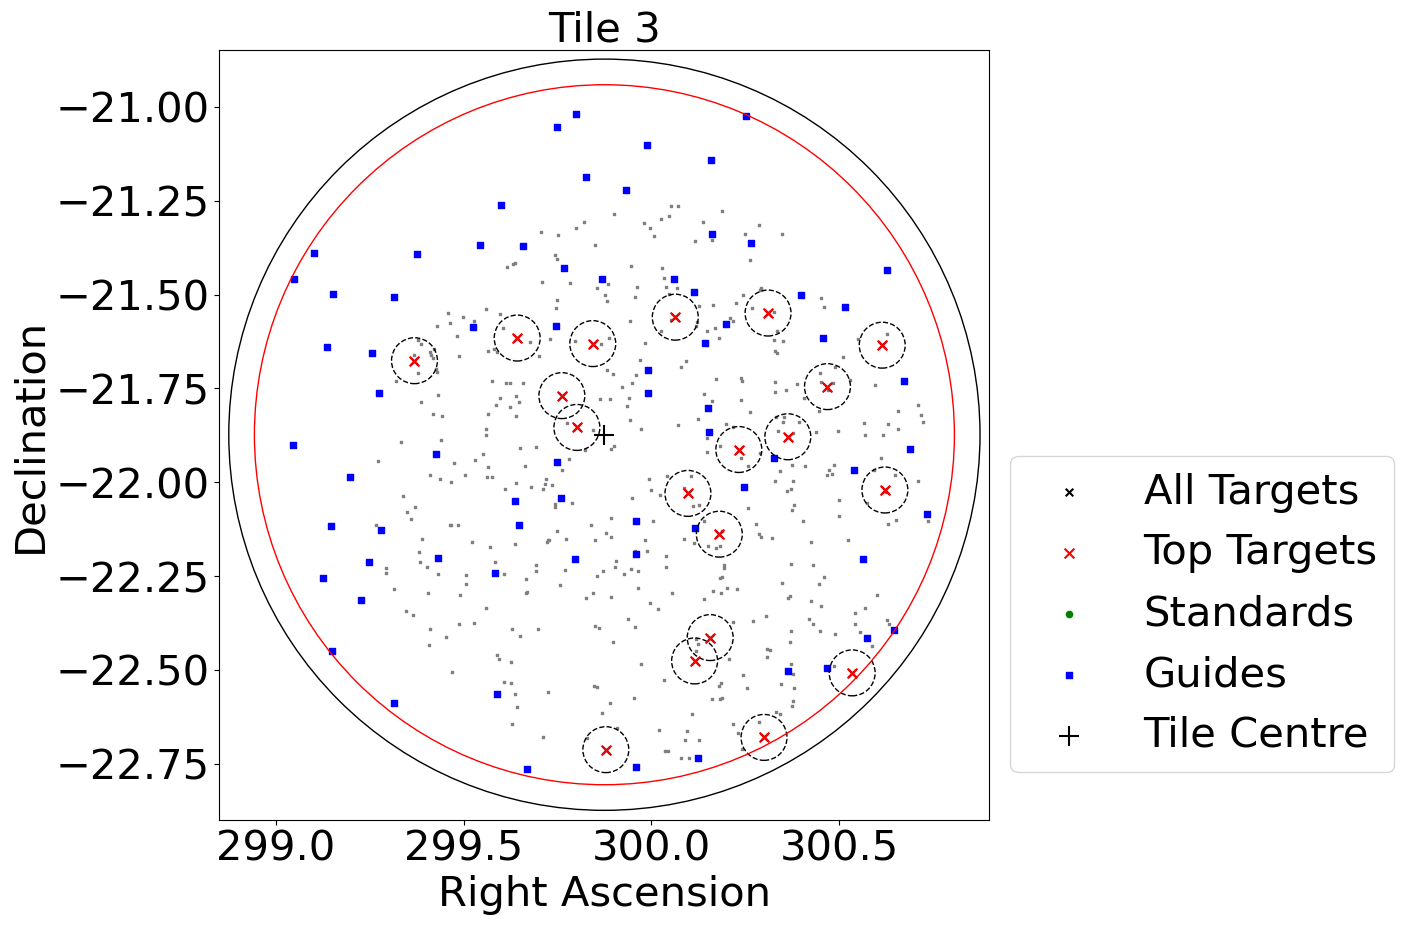 Tile 3
Declination
−21.00
−21.25
−21.50
−21.75
−22.00
−22.25
−22.50
−22.75
299.0 299.5 300.0 300.5
Right Ascension
All Targets
Top Targets
Standards
Guides
Tile Centre